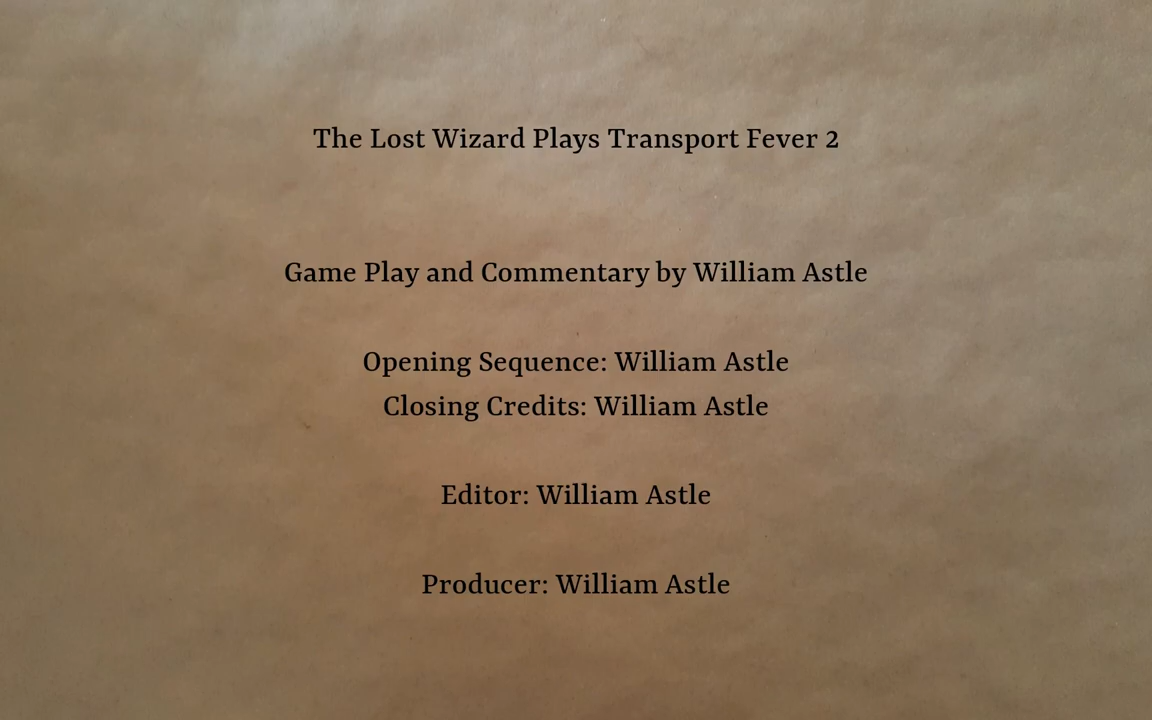 The Lost Wizard Plays Transport Fever 2
Game Play and Commentary by William Astle
Opening Sequence: William Astle
Closing Credits: William Astle
Editor: William Astle
Producer: William Astle